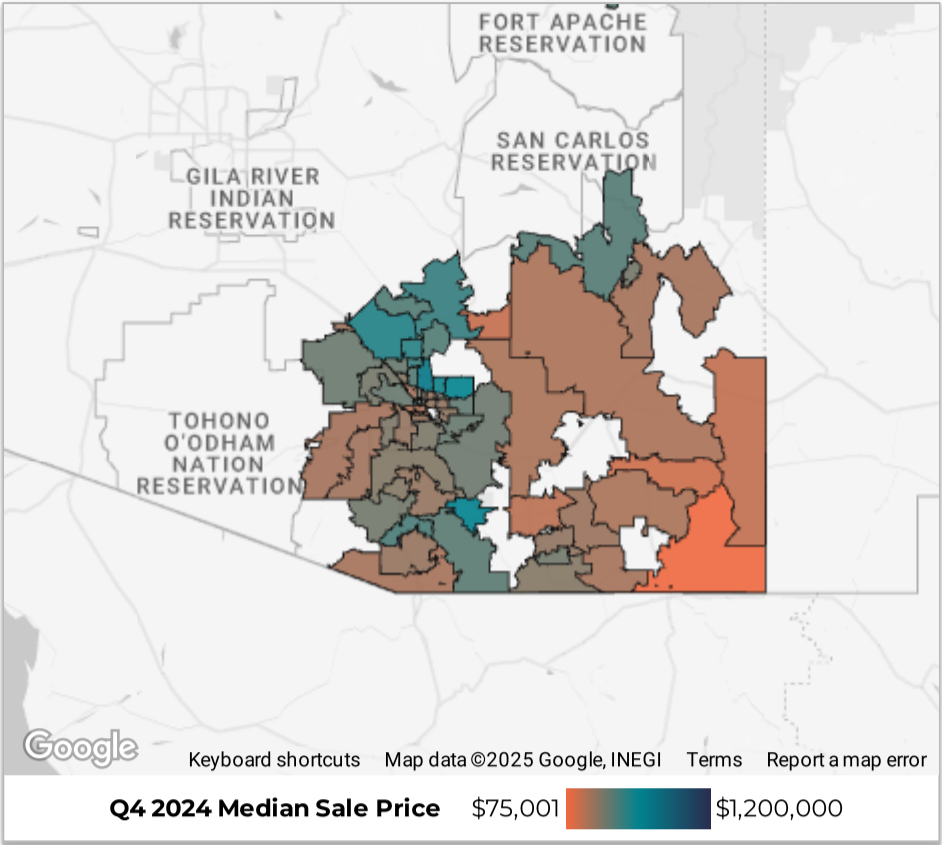 FORT APACHE
RESERVATION
SAN CARLOS
RESERVATION
GILA RIVER
INDIAN
RESERVATION
TOHONO
O'ODHAM
NATION
RESERVATION
Google
Keyboard shortcuts Map data ©2025 Google, INEGI Terms Report a map error
Q4 2024 Median Sale Price $75,001 $1,200,000